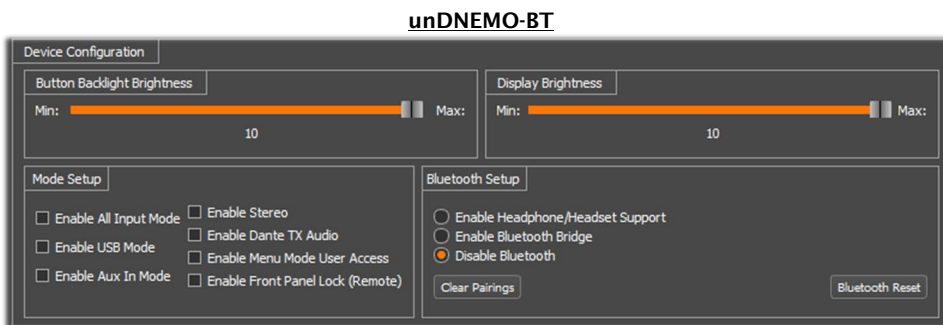 unDNEMO-BT
Device Configuration
Button Backlight Brightness
Min: Max:
10
Display Brightness
Min: Max:
10
Mode Setup
Enable All Input Mode
Enable USB Mode
Enable Aux In Mode
Enable Stereo
Enable Dante TX Audio
Enable Menu Mode User Access
Enable Front Panel Lock (Remote)
Bluetooth Setup
Enable Headphone/Headset Support
Enable Bluetooth Bridge
Disable Bluetooth
Clear Pairings Bluetooth Reset